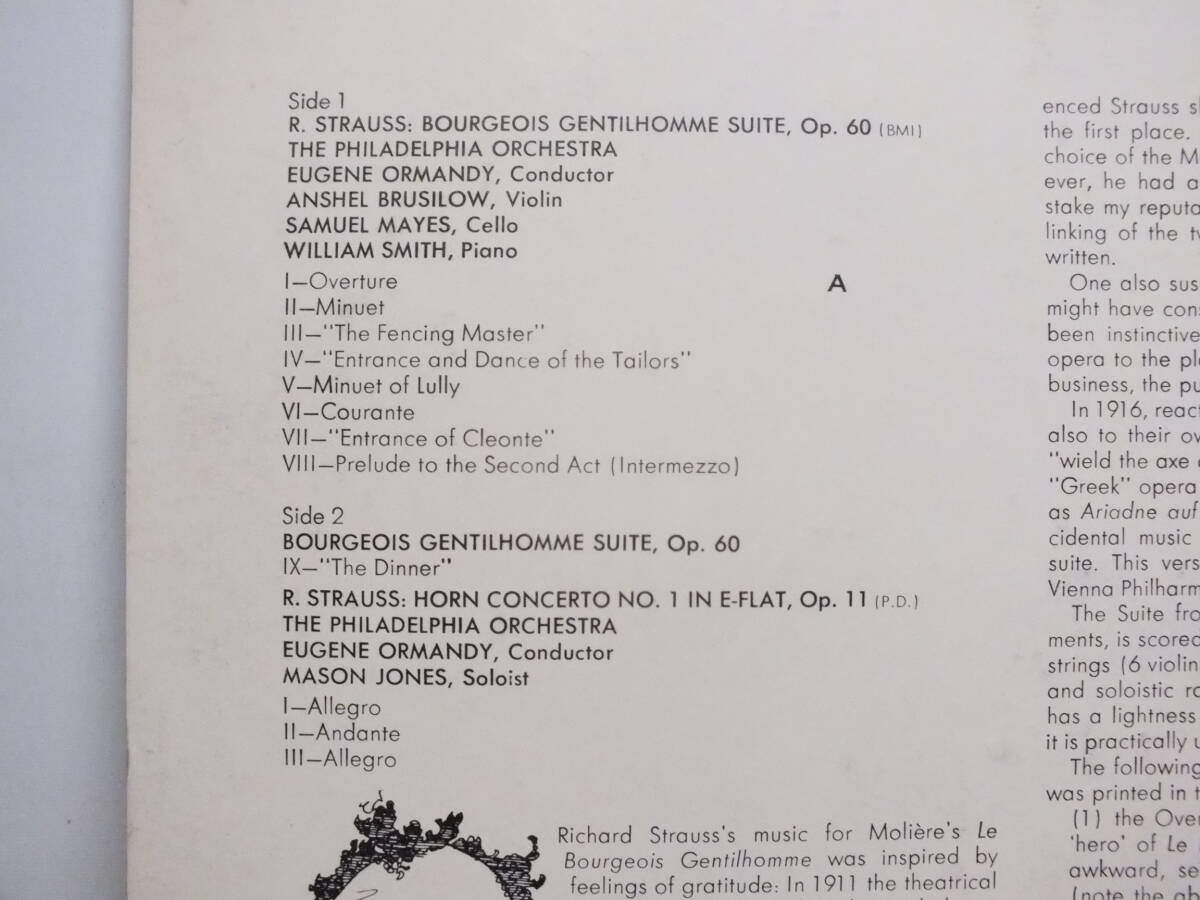 Side 1
R. STRAUSS: BOURGEOIS GENTILHOMME SUITE, Op. 60 (BMI)
THE PHILADELPHIA ORCHESTRA
EUGENE ORMANDY, Conductor
ANSHEL BRUSILOW, Violin
SAMUEL MAYES, Cello
WILLIAM SMITH, Piano
I—Overture
II—Minuet
III—"The Fencing Master"
IV—"Entrance and Dance of the Tailors"
V—Minuet of Lully
VI—Courante
VII—"Entrance of Cleonte"
VIII—Prelude to the Second Act (Intermezzo)
A
Side 2
BOURGEOIS GENTILHOMME SUITE, Op. 60
IX—"The Dinner"
R. STRAUSS: HORN CONCERTO NO. 1 IN E-FLAT, Op. 11 (P.D.)
THE PHILADELPHIA ORCHESTRA
EUGENE ORMANDY, Conductor
MASON JONES, Soloist
I—Allegro
II—Andante
III—Allegro
Richard Strauss's music for Molière's Le
Bourgeois Gentilhomme was inspired by
feelings of gratitude: In 1911 the theatrical
enced Strauss
the first place.
choice of the
ever, he had a
stake my
linking of the
written.
One also
might have
been
opera to the
business, the
In 1916,
also to their
"wield the axe
"Greek" opera
as Ariadne auf
cidental music
suite. This
Vienna
The Suite
ments, is
strings (6
and soloistic
has a lightness
it is practically
The following
was printed in
(1) the
'hero' of Le
awkward,
(note the